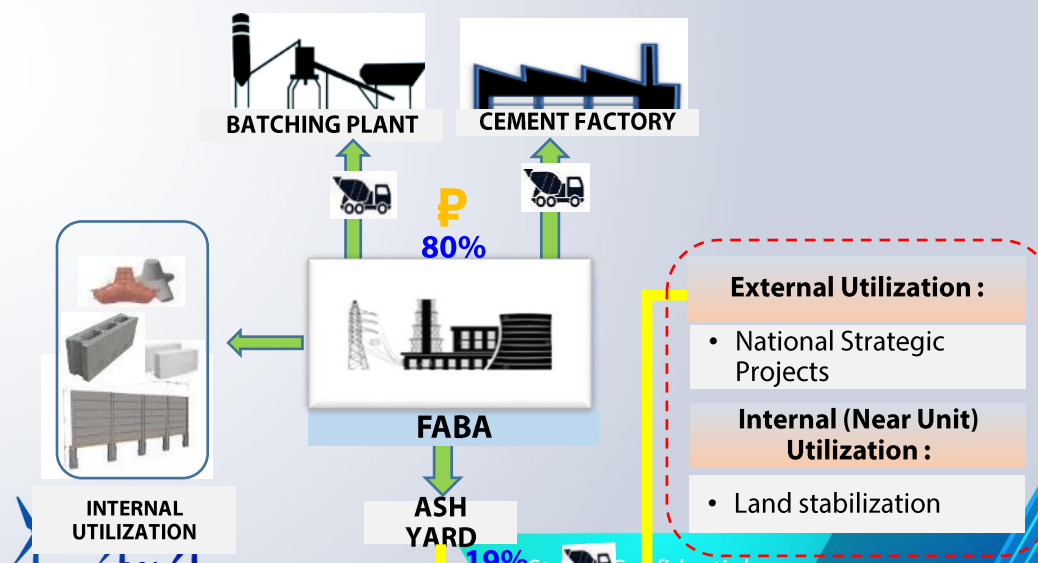 BATCHING PLANT
CEMENT FACTORY
₽
80%
External Utilization :
• National Strategic
Projects
FABA
Internal (Near Unit)
Utilization :
• Land stabilization
INTERNAL
UTILIZATION
ASH
YARD
19%